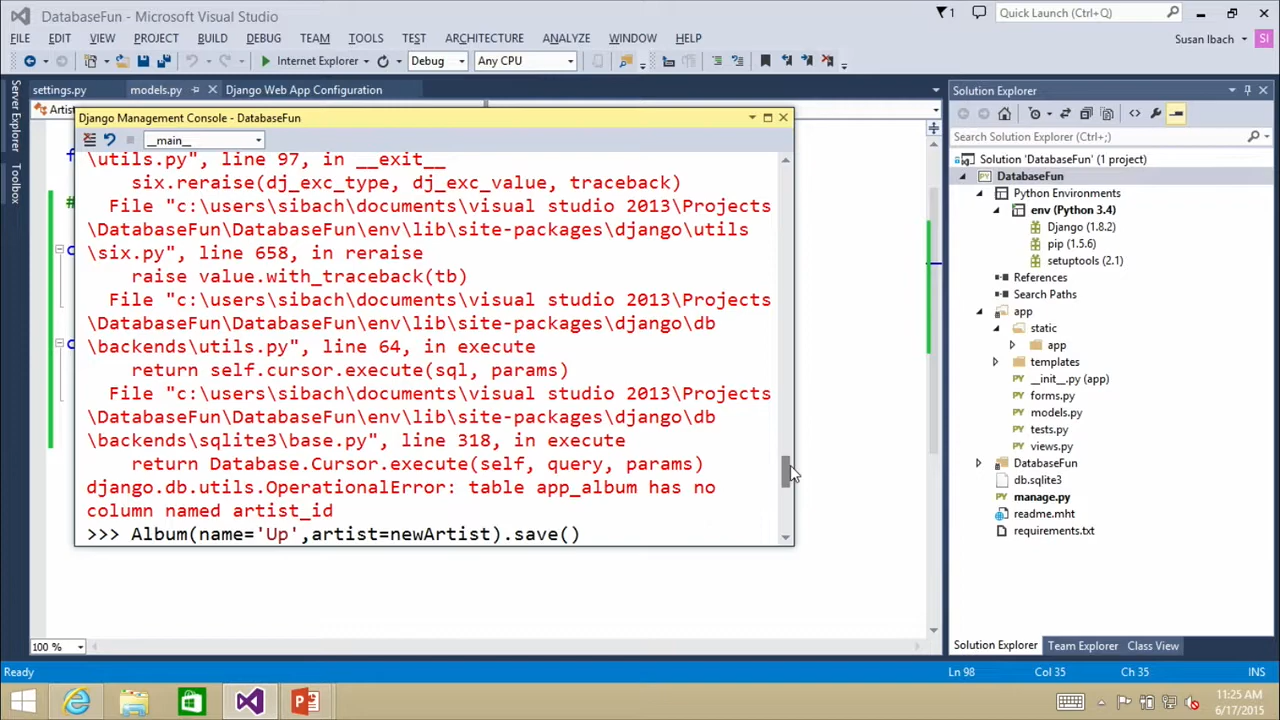 DatabaseFun - Microsoft Visual Studio
1
Quick Launch (Ctrl+Q)
FILE EDIT VIEW PROJECT BUILD DEBUG TEAM TOOLS TEST ARCHITECTURE ANALYZE WINDOW HELP
Susan Ibach
SI
Internet Explorer
Debug
Any CPU
Server Explorer
Toolbox
settings.py
models.py
Django Web App Configuration
Artis
Django Management Console - DatabaseFun
__main__
\utils.py", line 97, in __exit__
six.reraise(dj_exc_type, dj_exc_value, traceback)
File "c:\users\sibach\documents\visual studio 2013\Projects
\DatabaseFun\DatabaseFun\env\lib\site-packages\django\utils
\six.py", line 658, in reraise
raise value.with_traceback(tb)
File "c:\users\sibach\documents\visual studio 2013\Projects
\DatabaseFun\DatabaseFun\env\lib\site-packages\django\db
\backends\utils.py", line 64, in execute
return self.cursor.execute(sql, params)
File "c:\users\sibach\documents\visual studio 2013\Projects
\DatabaseFun\DatabaseFun\env\lib\site-packages\django\db
\backends\sqlite3\base.py", line 318, in execute
return Database.Cursor.execute(self, query, params)
django.db.utils.OperationalError: table app_album has no
column named artist_id
>>> Album(name='Up',artist=newArtist).save()
100 %
Solution Explorer
Search Solution Explorer (Ctrl+;)
Solution 'DatabaseFun' (1 project)
DatabaseFun
Python Environments
env (Python 3.4)
Django (1.8.2)
pip (1.5.6)
setuptools (2.1)
References
Search Paths
app
static
app
templates
__init__.py (app)
forms.py
models.py
tests.py
views.py
DatabaseFun
db.sqlite3
manage.py
readme.mht
requirements.txt
Solution Explorer Team Explorer Class View
Ready
Ln 98
Col 35
Ch 35
INS
11:25 AM
6/17/2015